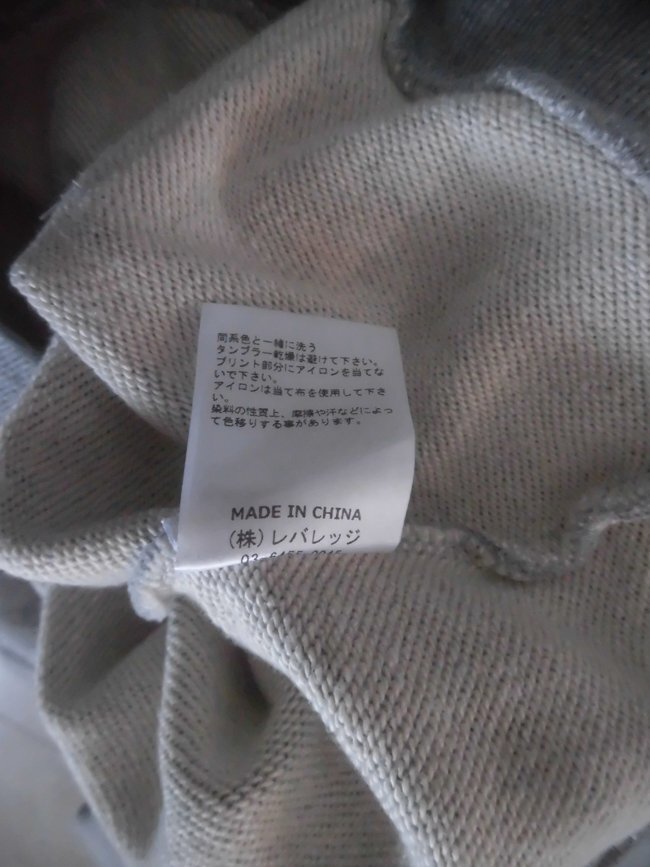 同系色と一緒に洗う
タンブラー乾燥は避けて下さい。
プリント部分にアイロンを当てな
いで下さい。
アイロンは当て布を使用して下さ
い。
染料の性質上、摩擦や汗などによっ
て色移りする事があります。
MADE IN CHINA
(株)レバレッジ